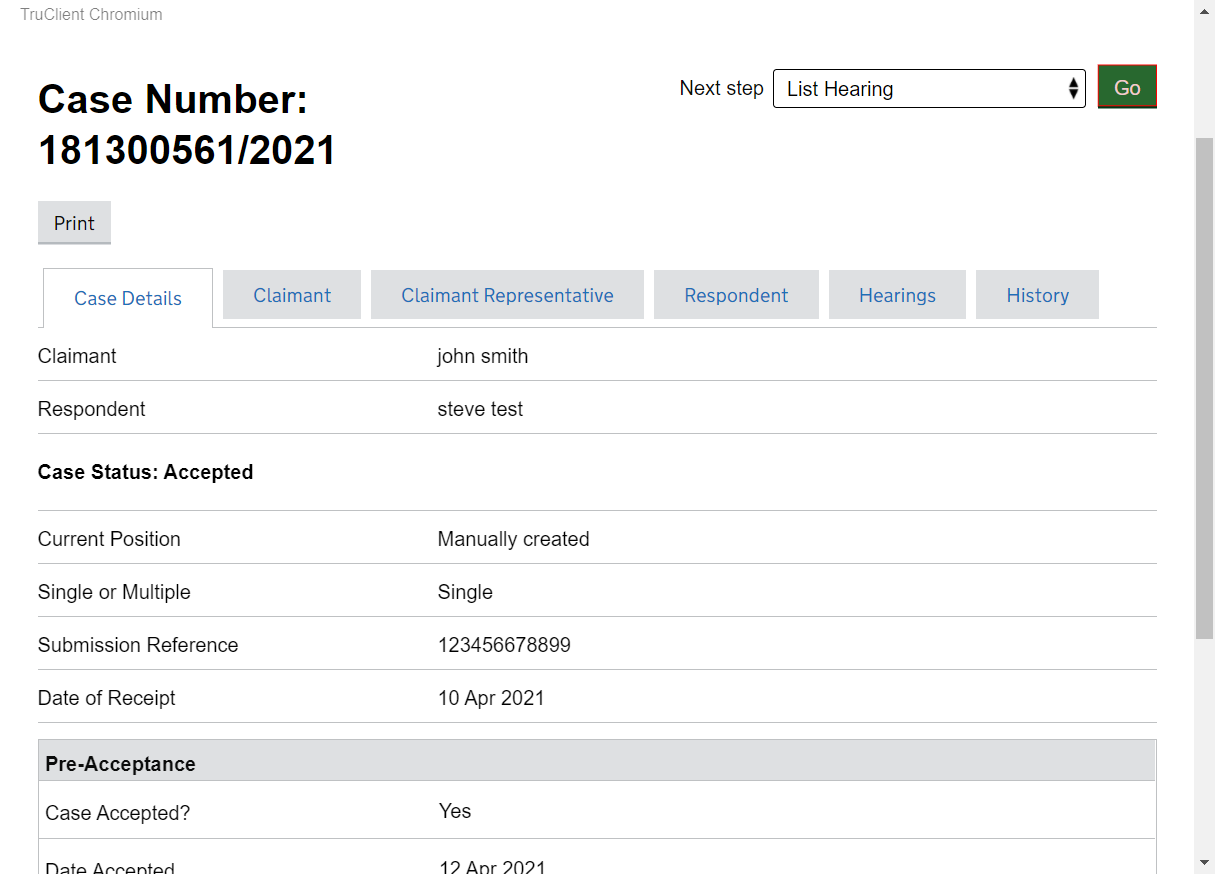 TruClient Chromium
Case Number:
181300561/2021
Next step List Hearing Go
Print
Case Details Claimant Claimant Representative Respondent Hearings History
Claimant john smith
Respondent steve test
Case Status: Accepted
Current Position Manually created
Single or Multiple Single
Submission Reference 123456678899
Date of Receipt 10 Apr 2021
Pre-Acceptance
Case Accepted? Yes
Date Accepted 12 Apr 2021